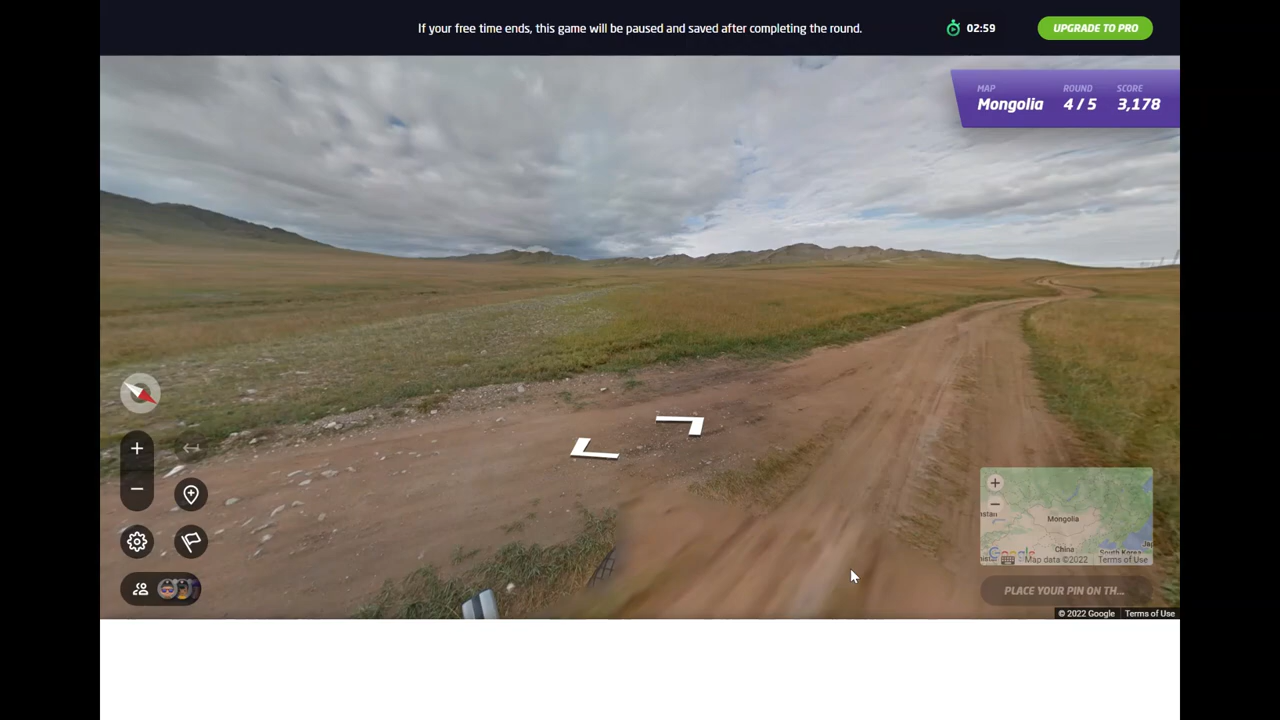 If your free time ends, this game will be paused and saved after completing the round.
02:59
UPGRADE TO PRO
MAP
ROUND
SCORE
Mongolia
4 / 5
3,178
Mongolia
China
South Korea
Google
Map data ©2022
Terms of Use
PLACE YOUR PIN ON TH...
© 2022 Google
Terms of Use